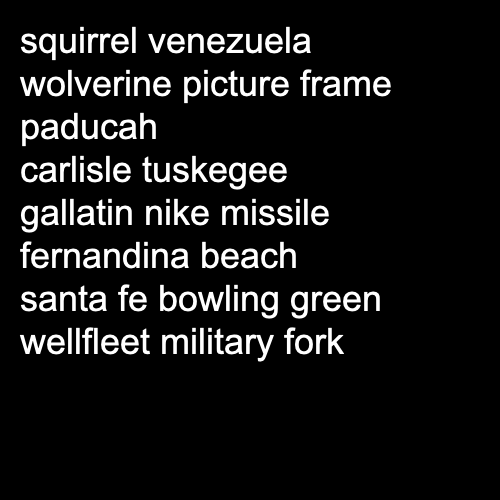 squirrel venezuela
wolverine picture frame
paducah
carlisle tuskegee
gallatin nike missile
fernandina beach
santa fe bowling green
wellfleet military fork